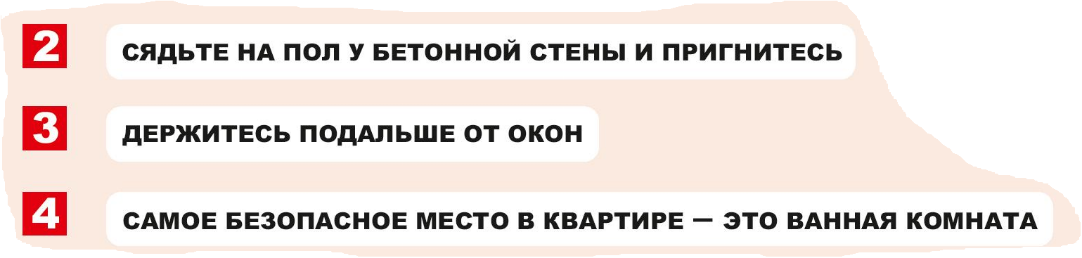 2 СЯДЬТЕ НА ПОЛ У БЕТОННОЙ СТЕНЫ И ПРИГНИТЕСЬ
3 ДЕРЖИТЕСЬ ПОДАЛЬШЕ ОТ ОКОН
4 САМОЕ БЕЗОПАСНОЕ МЕСТО В КВАРТИРЕ — ЭТО ВАННАЯ КОМНАТА